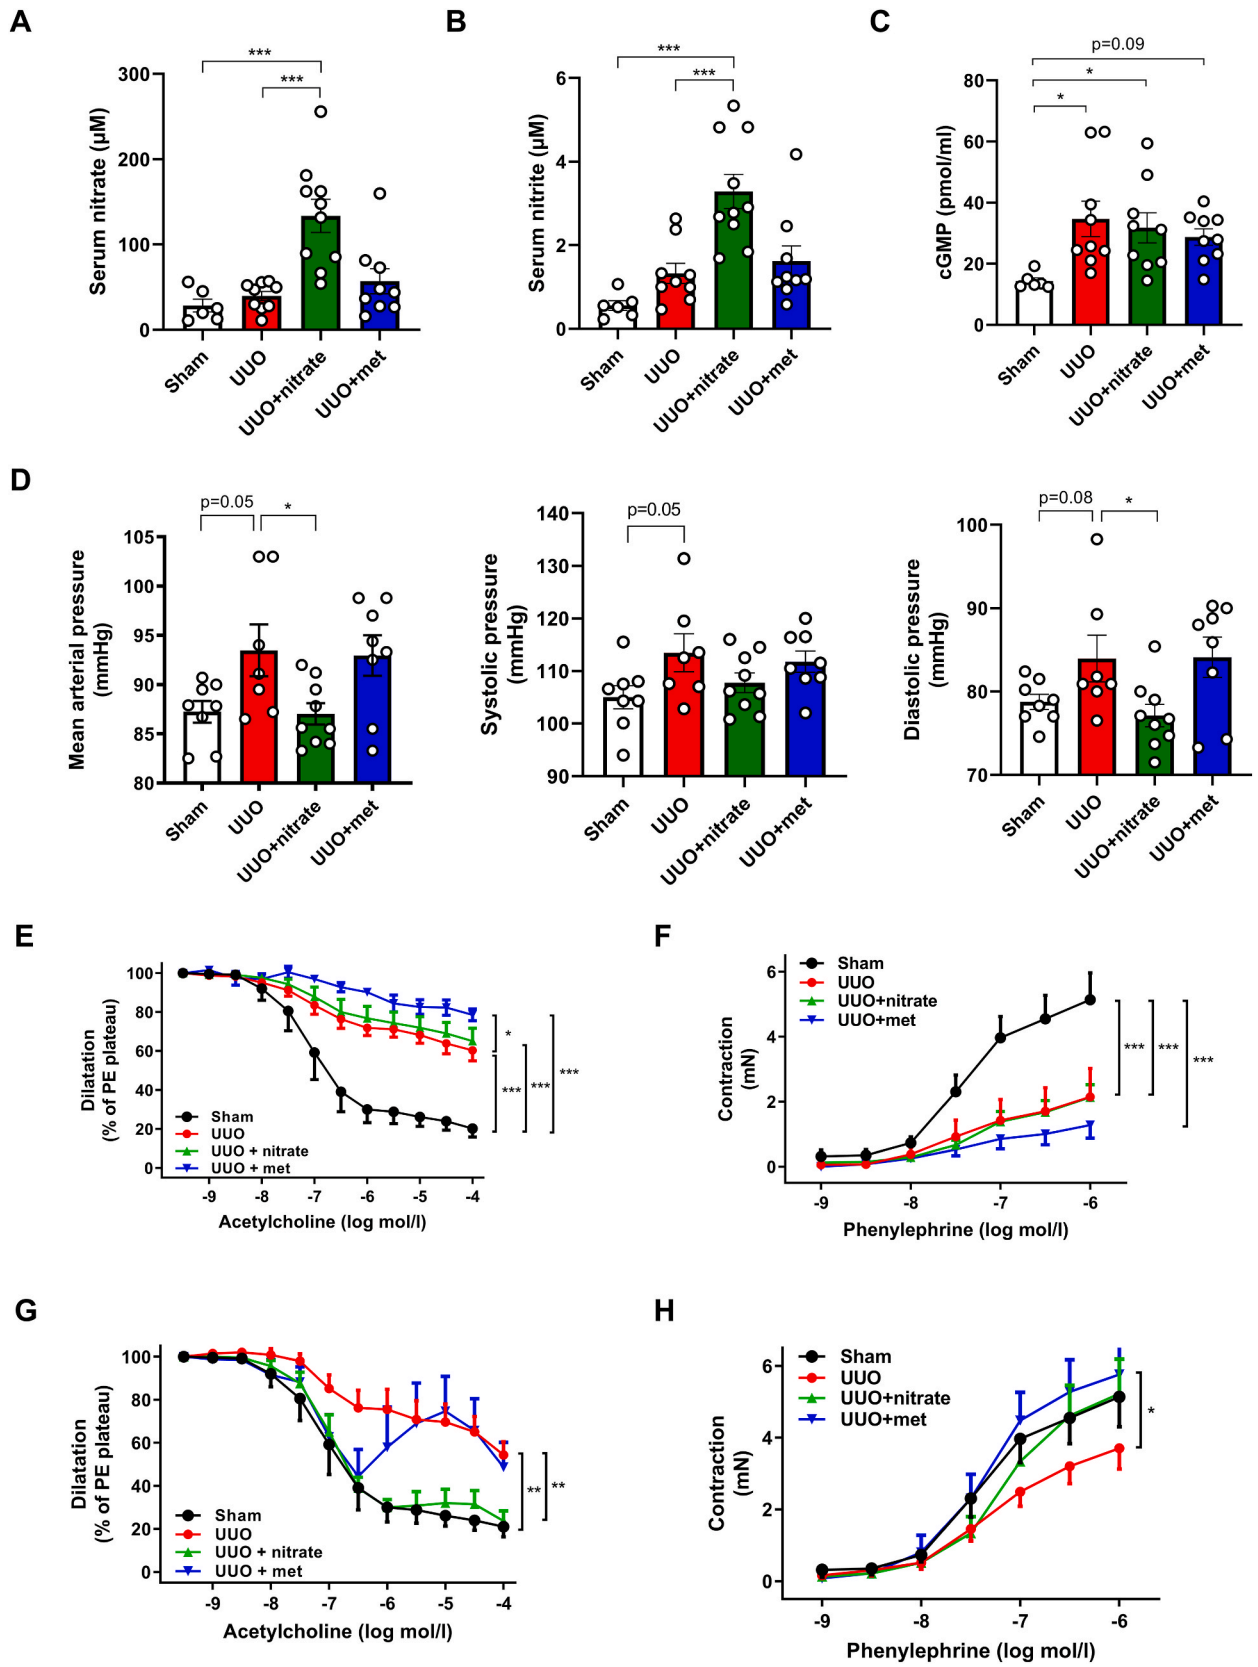 A
B
C
***
***
Serum nitrate (µM)
300
200
100
0
Sham
UUO
UUO+nitrate
UUO+met
***
***
Serum nitrite (µM)
6
4
2
0
Sham
UUO
UUO+nitrate
UUO+met
p=0.09
*
*
cGMP (pmol/ml)
80
60
40
20
0
Sham
UUO
UUO+nitrate
UUO+met
D
p=0.05
*
Mean arterial pressure
(mmHg)
105
100
95
90
85
80
Sham
UUO
UUO+nitrate
UUO+met
p=0.05
Systolic pressure
(mmHg)
140
130
120
110
100
90
Sham
UUO
UUO+nitrate
UUO+met
p=0.08
*
Diastolic pressure
(mmHg)
100
90
80
70
Sham
UUO
UUO+nitrate
UUO+met
E
Dilatation
(% of PE plateau)
100
80
60
40
20
0
Sham
UUO
UUO + nitrate
UUO + met
*
***
***
***
-9
-8
-7
-6
-5
-4
Acetylcholine (log mol/l)
F
Contraction
(mN)
6
4
2
0
Sham
UUO
UUO+nitrate
UUO+met
***
***
***
-9
-8
-7
-6
Phenylephrine (log mol/l)
G
Dilatation
(% of PE plateau)
100
80
60
40
20
0
Sham
UUO
UUO + nitrate
UUO + met
**
**
-9
-8
-7
-6
-5
-4
Acetylcholine (log mol/l)
H
Contraction
(mN)
6
4
2
0
Sham
UUO
UUO+nitrate
UUO+met
*
-9
-8
-7
-6
Phenylephrine (log mol/l)